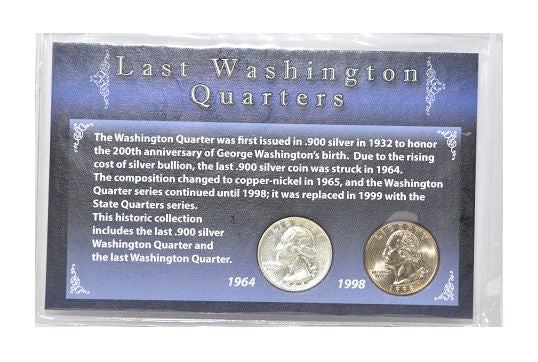 Last Washington
Quarters
The Washington Quarter was first issued in .900 silver in 1932 to honor
the 200th anniversary of George Washington's birth. Due to the rising
cost of silver bullion, the last .900 silver coin was struck in 1964.
The composition changed to copper-nickel in 1965, and the Washington
Quarter series continued until 1998; it was replaced in 1999 with the
State Quarters series.
This historic collection
includes the last .900 silver
Washington Quarter and
the last Washington Quarter.
1964
1998
LIBERTY
LIBERTY
1998